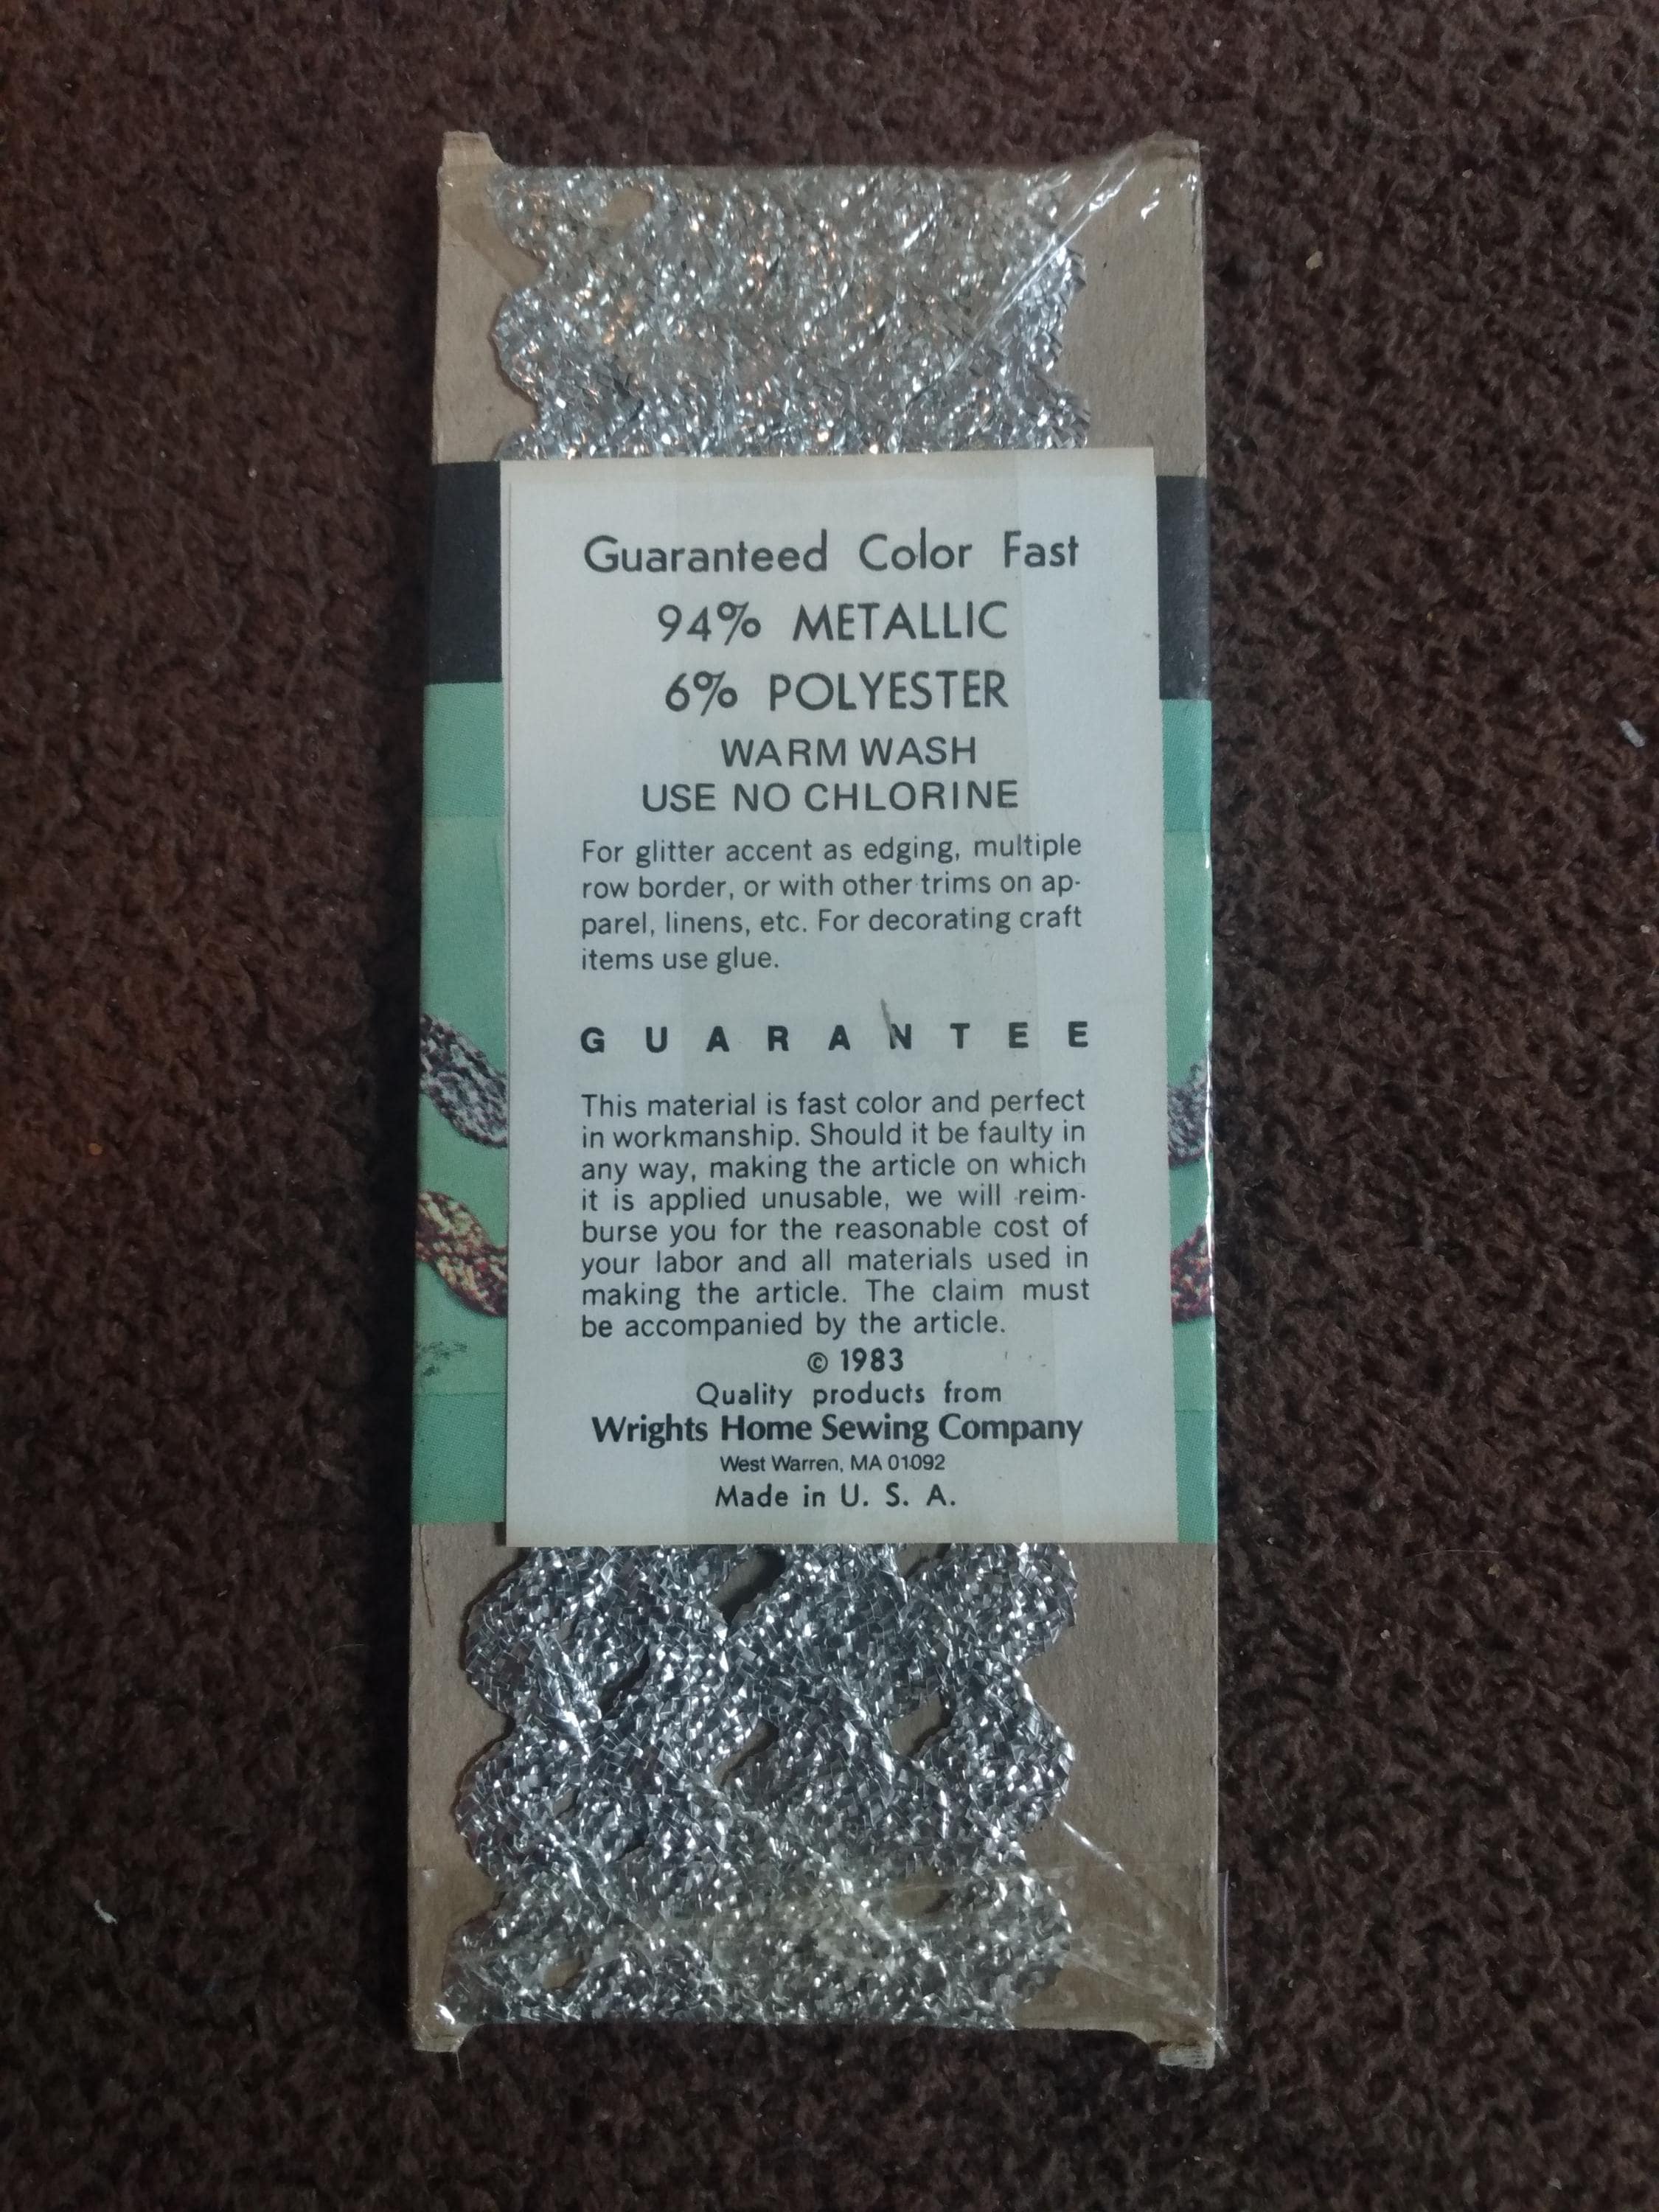 Guaranteed Color Fast
94% METALLIC
6% POLYESTER
WARM WASH
USE NO CHLORINE
For glitter accent as edging, multiple
row border, or with other trims on ap-
parel, linens, etc. For decorating craft
items use glue.
GUARANTEE
This material is fast color and perfect
in workmanship. Should it be faulty in
any way, making the article on which
it is applied unusable, we will reim-
burse you for the reasonable cost of
your labor and all materials used in
making the article. The claim must
be accompanied by the article.
© 1983
Quality products from
Wrights Home Sewing Company
West Warren, MA 01092
Made in U. S. A.